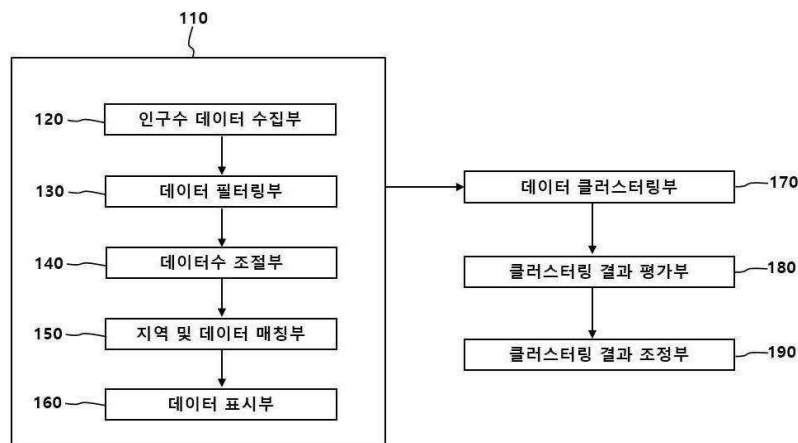 110
120 인구수 데이터 수집부
130 데이터 필터링부
140 데이터수 조절부
150 지역 및 데이터 매칭부
160 데이터 표시부
데이터 클러스터링부 170
클러스터링 결과 평가부 180
클러스터링 결과 조정부 190